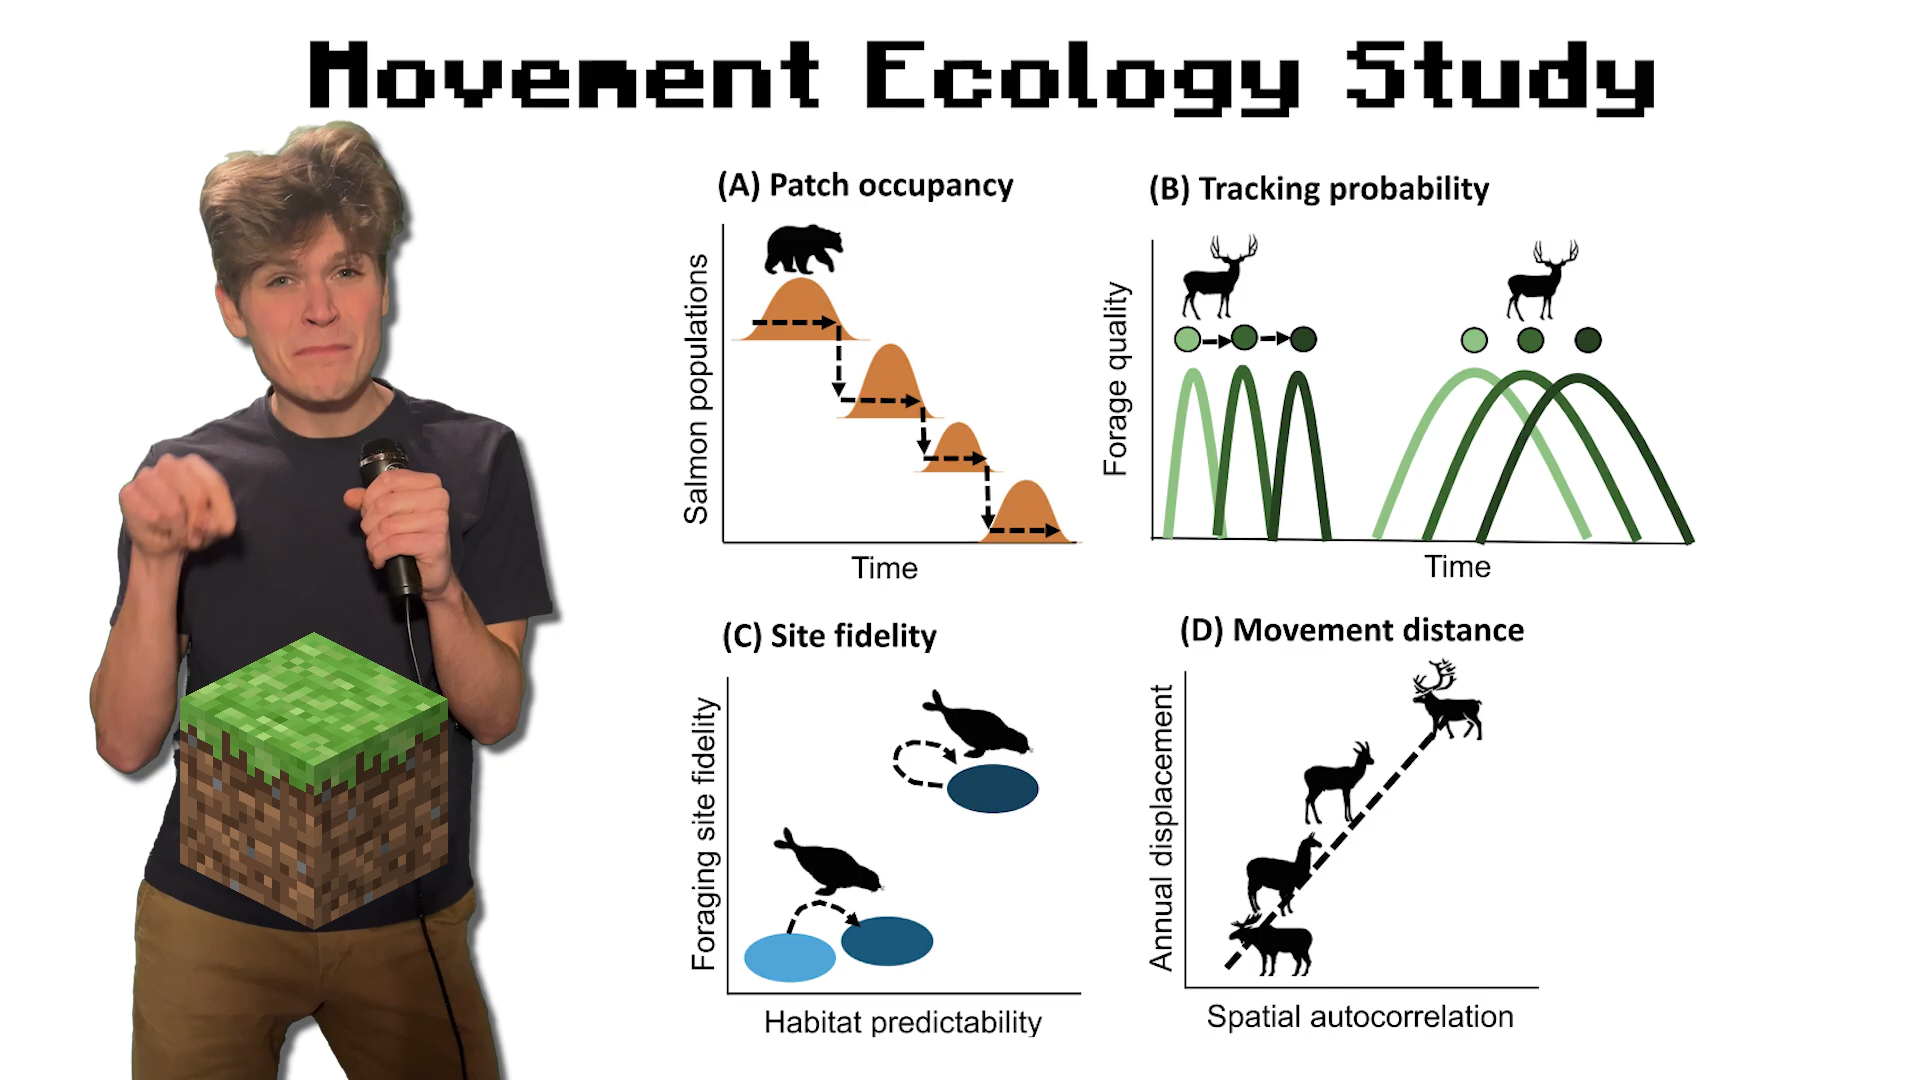 Movement Ecology Study
(A) Patch occupancy
Salmon populations
Time
(B) Tracking probability
Forage quality
Time
(C) Site fidelity
Foraging site fidelity
Habitat predictability
(D) Movement distance
Annual displacement
Spatial autocorrelation